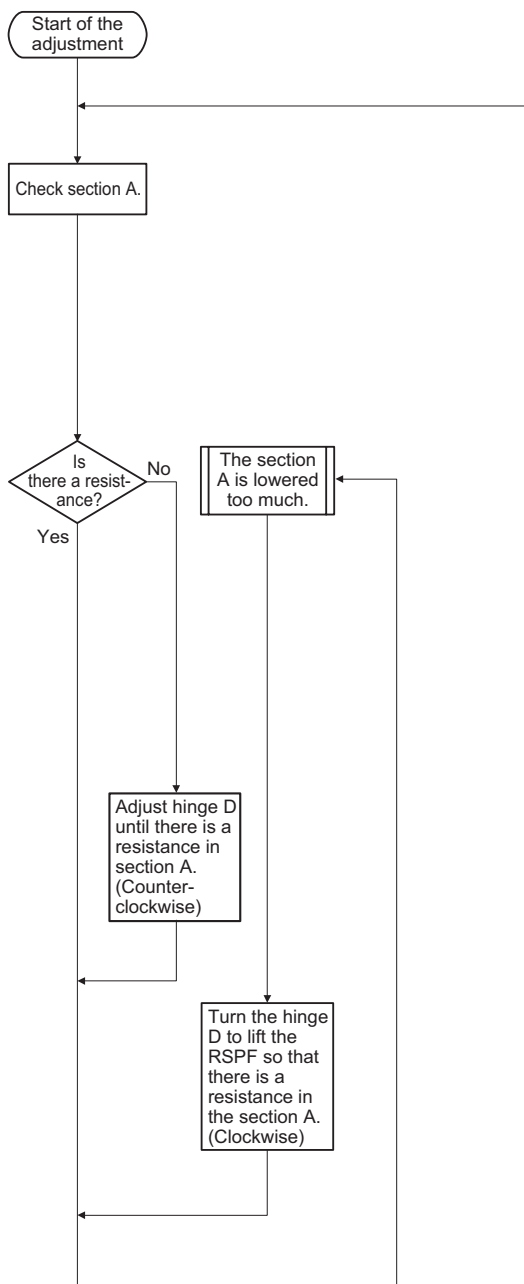 Start of the
adjustment
Check section A.
Is
there a resist-
ance?
No
Yes
The section
A is lowered
too much.
Adjust hinge D
until there is a
resistance in
section A.
(Counter-
clockwise)
Turn the hinge
D to lift the
RSPF so that
there is a
resistance in
the section A.
(Clockwise)